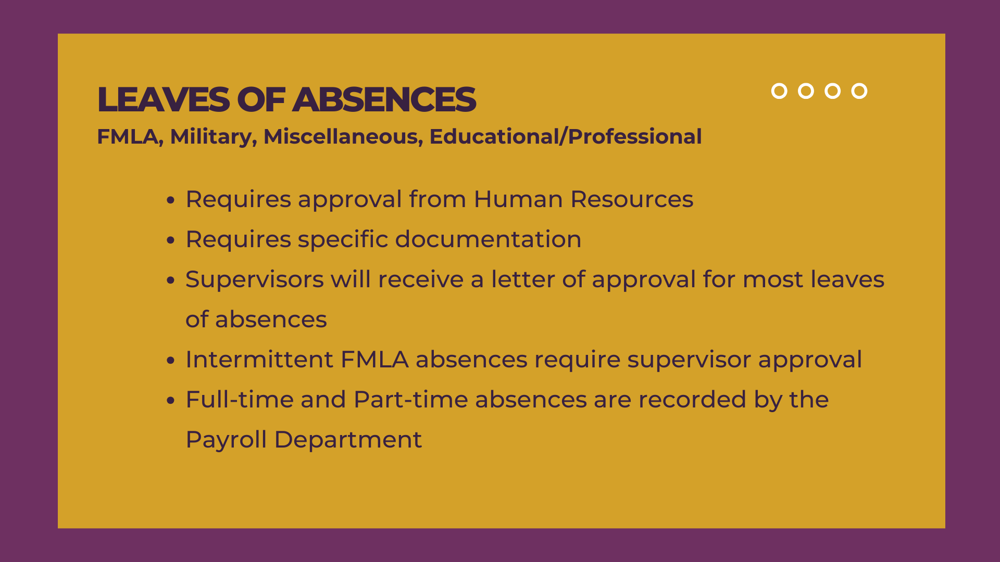 LEAVES OF ABSENCES
FMLA, Military, Miscellaneous, Educational/Professional
• Requires approval from Human Resources
• Requires specific documentation
• Supervisors will receive a letter of approval for most leaves
of absences
• Intermittent FMLA absences require supervisor approval
• Full-time and Part-time absences are recorded by the
Payroll Department